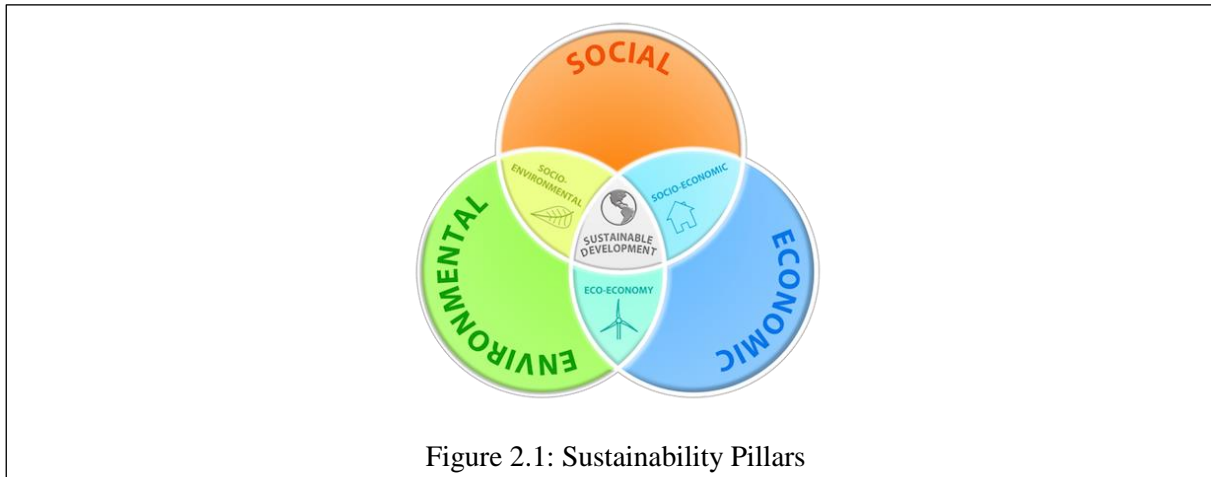 SOCIAL
SOCIO-
ENVIRONMENTAL
SOCIO-ECONOMIC
SUSTAINABLE
DEVELOPMENT
ENVIRONMENTAL
ECONOMIC
ECO-ECONOMY
Figure 2.1: Sustainability Pillars